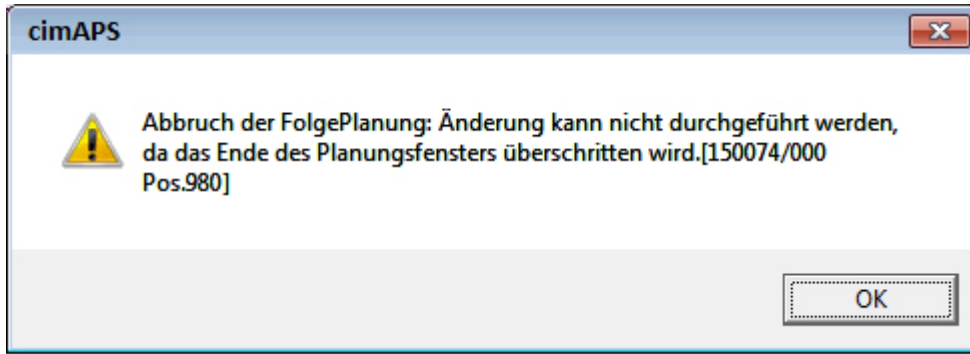 cimAPS
Abbruch der FolgePlanung: Änderung kann nicht durchgeführt werden,
da das Ende des Planungsfensters überschritten wird.[150074/000
Pos.980]
OK